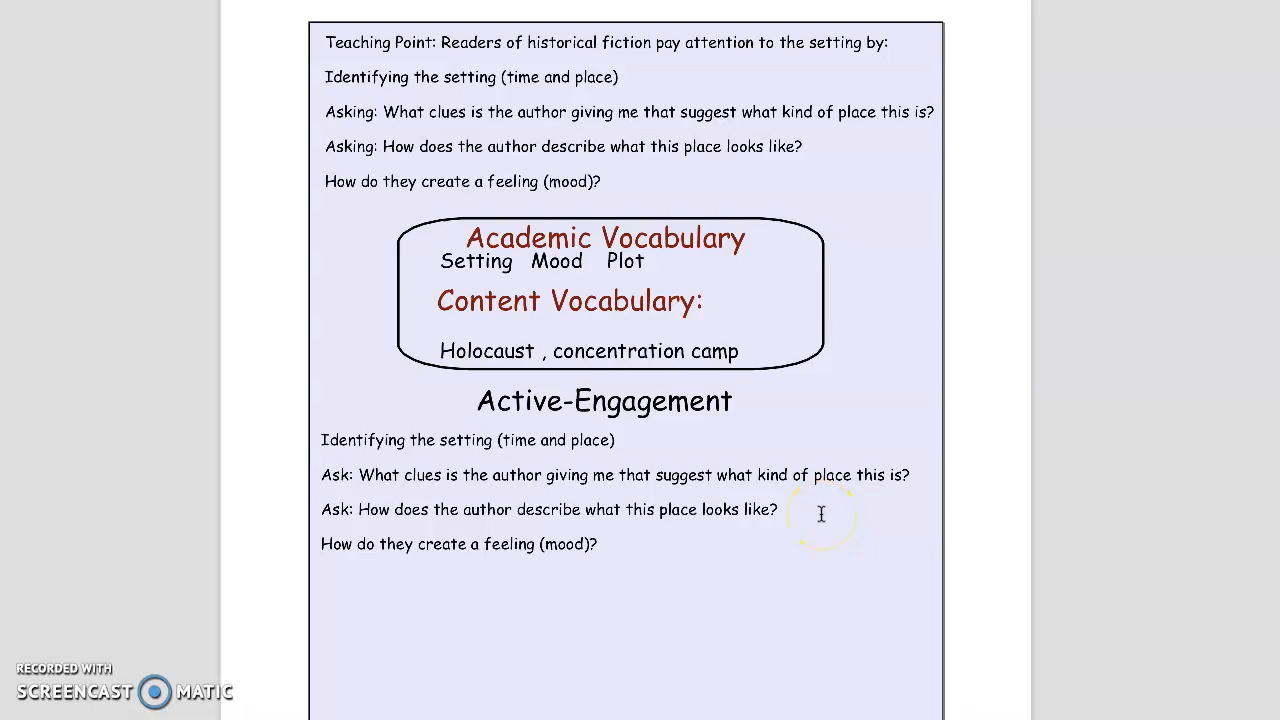 Teaching Point: Readers of historical fiction pay attention to the setting by:
Identifying the setting (time and place)
Asking: What clues is the author giving me that suggest what kind of place this is?
Asking: How does the author describe what this place looks like?
How do they create a feeling (mood)?
Academic Vocabulary
Setting Mood Plot
Content Vocabulary:
Holocaust , concentration camp
Active-Engagement
Identifying the setting (time and place)
Ask: What clues is the author giving me that suggest what kind of place this is?
Ask: How does the author describe what this place looks like?
How do they create a feeling (mood)?
RECORDED WITH
SCREENCAST MATIC